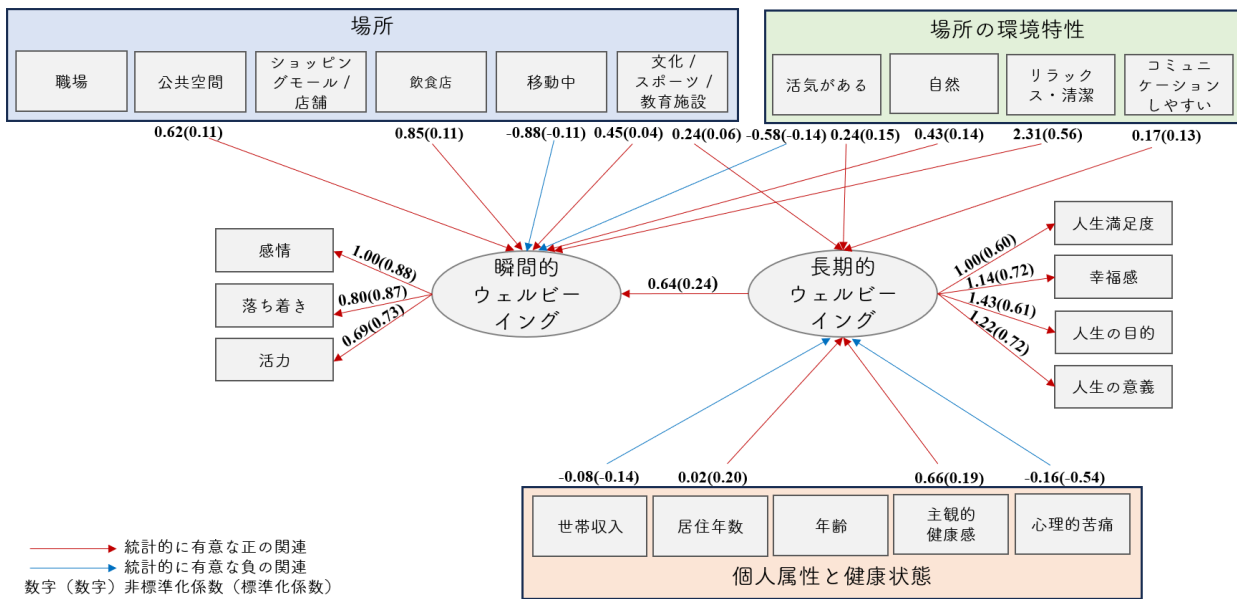 場所
職場
公共空間
ショッピン
グモール /
店舗
飲食店
移動中
文化 /
スポーツ /
教育施設
場所の環境特性
活気がある
自然
リラック
ス・清潔
コミュニ
ケーション
しやすい
0.62(0.11)
0.85(0.11)
-0.88(-0.11)
0.45(0.04)
0.24(0.06)
-0.58(-0.14)
0.24(0.15)
0.43(0.14)
2.31(0.56)
0.17(0.13)
感情
落ち着き
活力
1.00(0.88)
0.80(0.87)
0.69(0.73)
瞬間的
ウェルビー
イング
0.64(0.24)
長期的
ウェルビー
イング
1.00(0.60)
1.14(0.72)
1.43(0.61)
1.22(0.72)
人生満足度
幸福感
人生の目的
人生の意義
-0.08(-0.14)
0.02(0.20)
0.66(0.19)
-0.16(-0.54)
世帯収入
居住年数
年齢
主観的
健康感
心理的苦痛
個人属性と健康状態
統計的に有意な正の関連
統計的に有意な負の関連
数字（数字）非標準化係数（標準化係数）